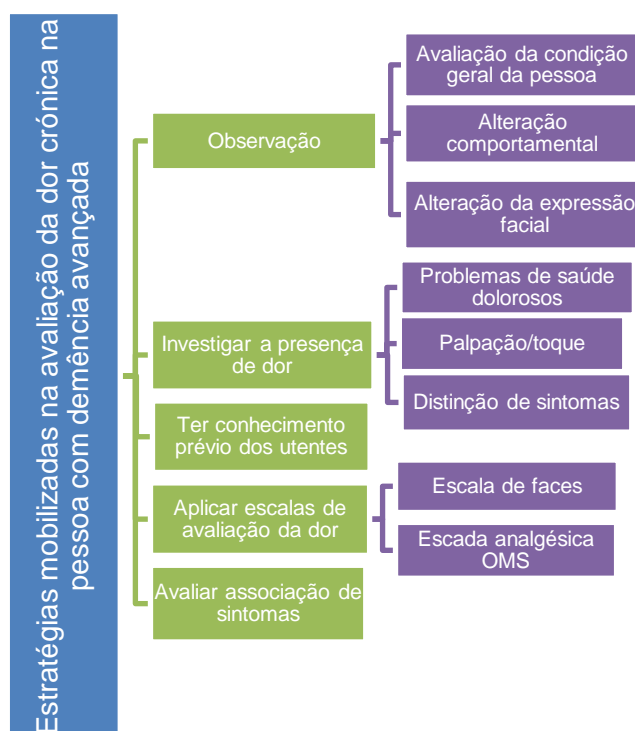 Estratégias mobilizadas na avaliação da dor crónica na
pessoa com demência avançada
Observação
Avaliação da condição
geral da pessoa
Alteração
comportamental
Alteração da expressão
facial
Investigar a presença
de dor
Problemas de saúde
dolorosos
Palpação/toque
Distinção de sintomas
Ter conhecimento
prévio dos utentes
Aplicar escalas de
avaliação da dor
Escala de faces
Escada analgésica
OMS
Avaliar associação de
sintomas